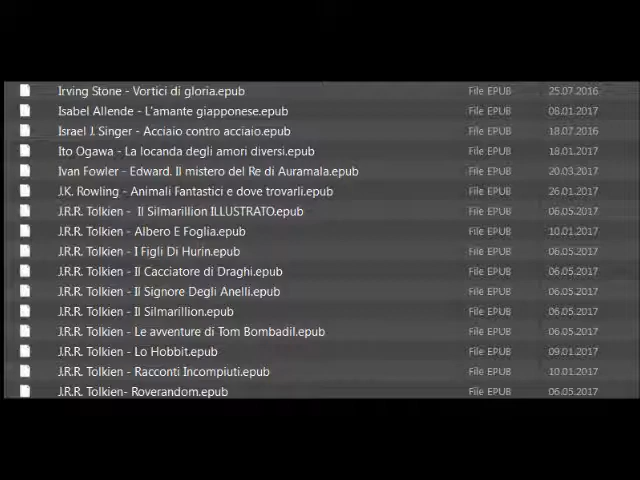 Irving Stone - Vortici di gloria.epub File EPUB 25.07.2016
Isabel Allende - L'amante giapponese.epub File EPUB 08.01.2017
Israel J. Singer - Acciaio contro acciaio.epub File EPUB 18.07.2016
Ito Ogawa - La locanda degli amori diversi.epub File EPUB 18.01.2017
Ivan Fowler - Edward. Il mistero del Re di Auramala.epub File EPUB 20.03.2017
J.K. Rowling - Animali Fantastici e dove trovarli.epub File EPUB 26.01.2017
J.R.R. Tolkien -  Il Silmarillion ILLUSTRATO.epub File EPUB 06.05.2017
J.R.R. Tolkien - Albero E Foglia.epub File EPUB 10.01.2017
J.R.R. Tolkien - I Figli Di Hurin.epub File EPUB 06.05.2017
J.R.R. Tolkien - Il Cacciatore di Draghi.epub File EPUB 06.05.2017
J.R.R. Tolkien - Il Signore Degli Anelli.epub File EPUB 06.05.2017
J.R.R. Tolkien - Il Silmarillion.epub File EPUB 06.05.2017
J.R.R. Tolkien - Le avventure di Tom Bombadil.epub File EPUB 06.05.2017
J.R.R. Tolkien - Lo Hobbit.epub File EPUB 09.01.2017
J.R.R. Tolkien - Racconti Incompiuti.epub File EPUB 10.01.2017
J.R.R. Tolkien- Roverandom.epub File EPUB 06.05.2017